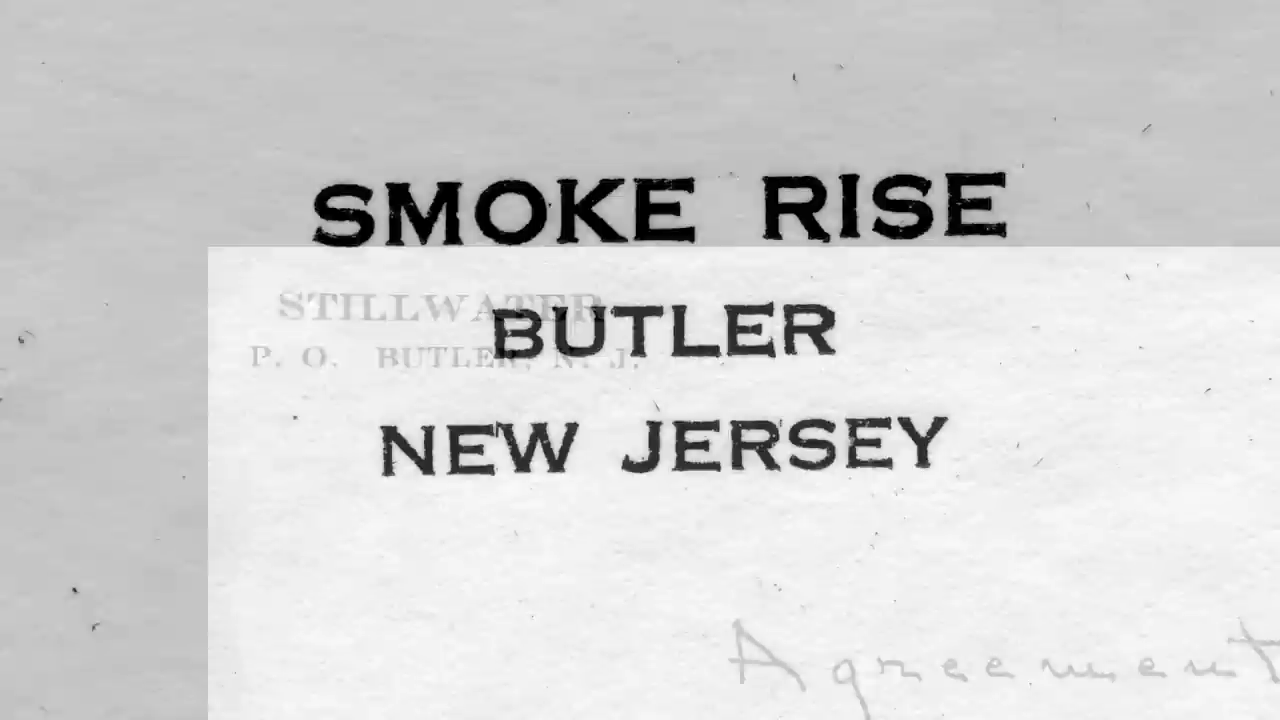 SMOKE RISE
STILLWATER
BUTLER
P. O. BUTLER, N. J.
NEW JERSEY
Agreement